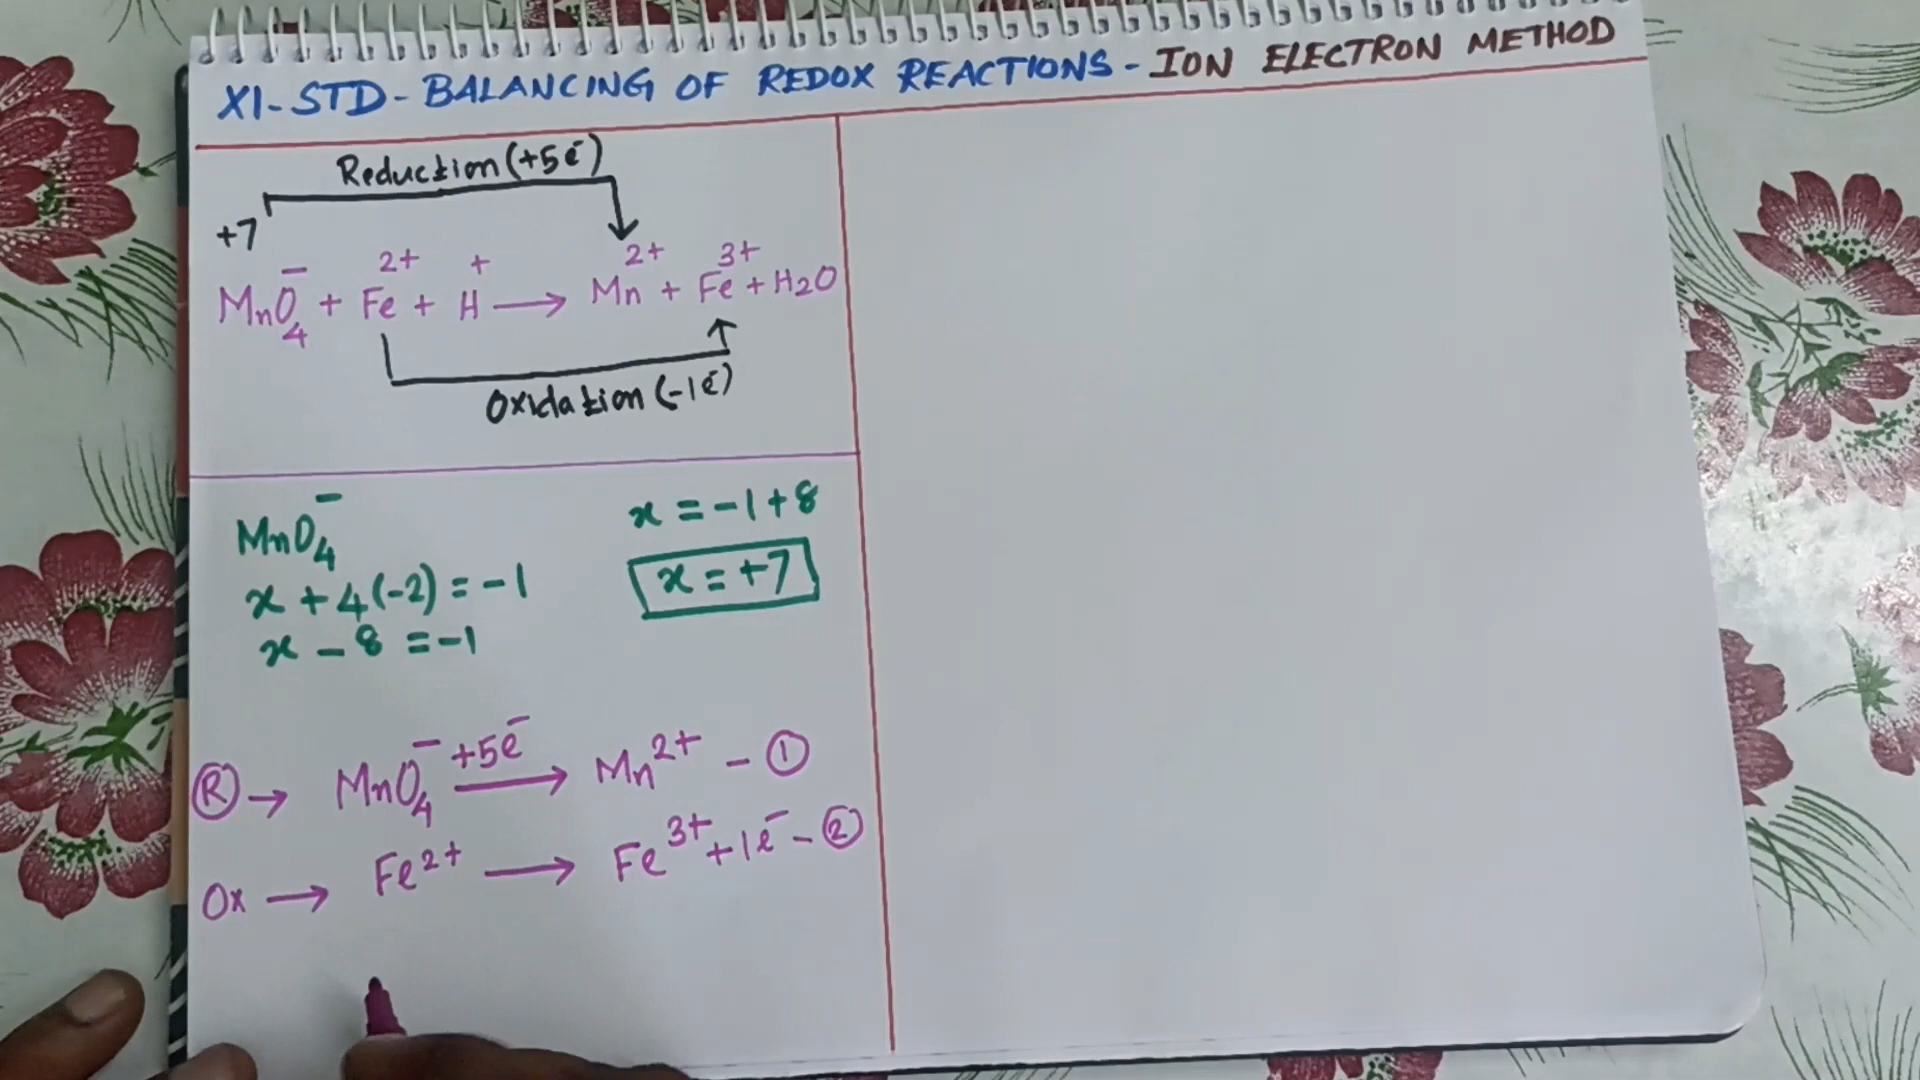 XI-STD-BALANCING OF REDOX REACTIONS - ION ELECTRON METHOD
Reduction (+5e⁻)
+7
MnO₄⁻ + Fe²⁺ + H⁺ ⟶ Mn²⁺ + Fe³⁺ + H₂O
Oxidation (-1e⁻)
MnO₄⁻
x + 4(-2) = -1
x - 8 = -1
x = -1+8
x = +7
Ⓡ → MnO₄⁻ +5e⁻ ⟶ Mn²⁺ - ①
Ox → Fe²⁺ ⟶ Fe³⁺ + 1e⁻ - ②